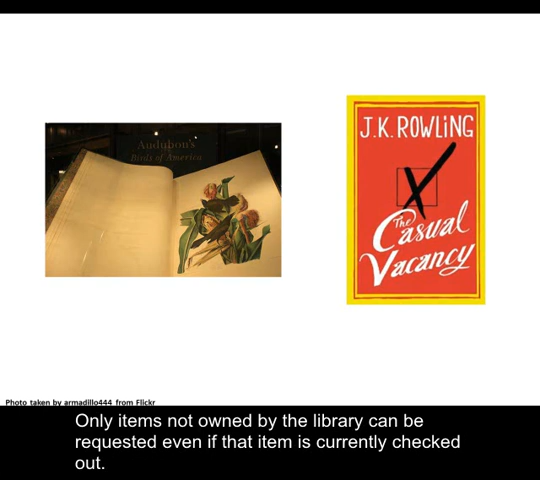 Audubon's
Birds of America
J.K. ROWLING
The
Casual
Vacancy
Photo taken by armadillo444 from Flickr
Only items not owned by the library can be
requested even if that item is currently checked
out.